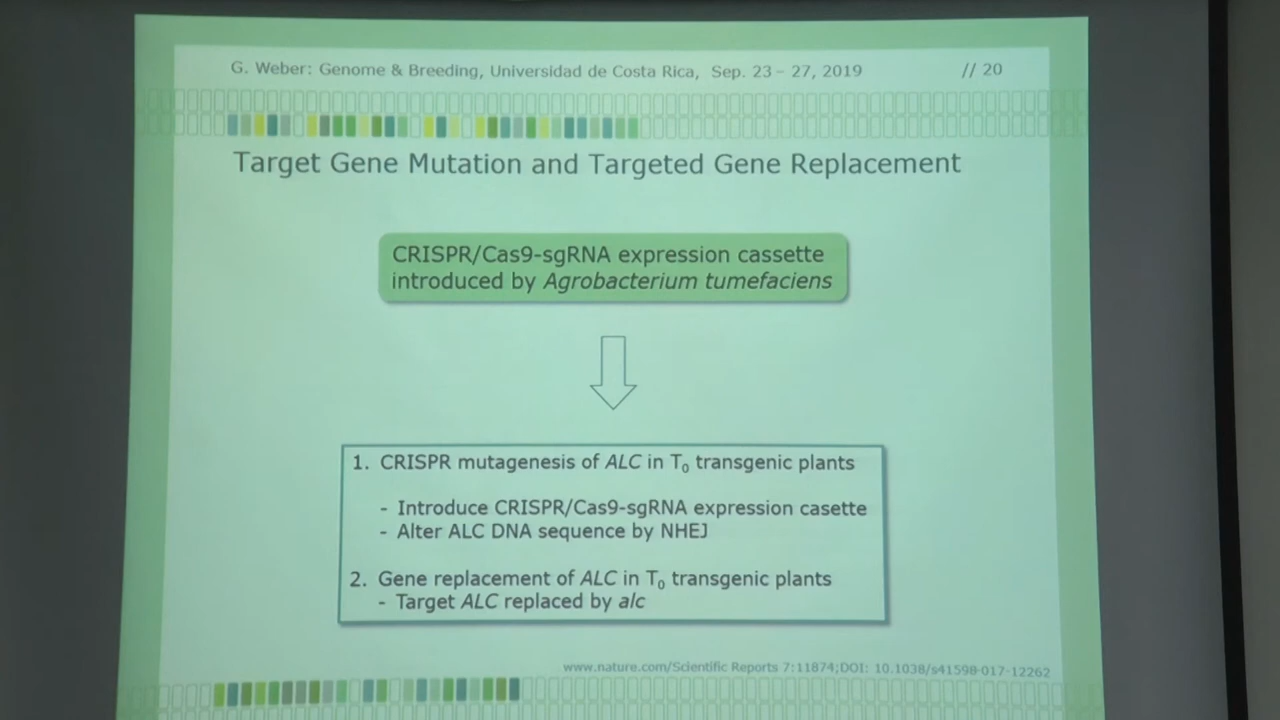 G. Weber: Genome & Breeding, Universidad de Costa Rica, Sep. 23 – 27, 2019 // 20
Target Gene Mutation and Targeted Gene Replacement
CRISPR/Cas9-sgRNA expression cassette
introduced by Agrobacterium tumefaciens
1. CRISPR mutagenesis of ALC in T₀ transgenic plants
- Introduce CRISPR/Cas9-sgRNA expression casette
- Alter ALC DNA sequence by NHEJ
2. Gene replacement of ALC in T₀ transgenic plants
- Target ALC replaced by alc
www.nature.com/Scientific Reports 7:11874;DOI: 10.1038/s41598-017-12262